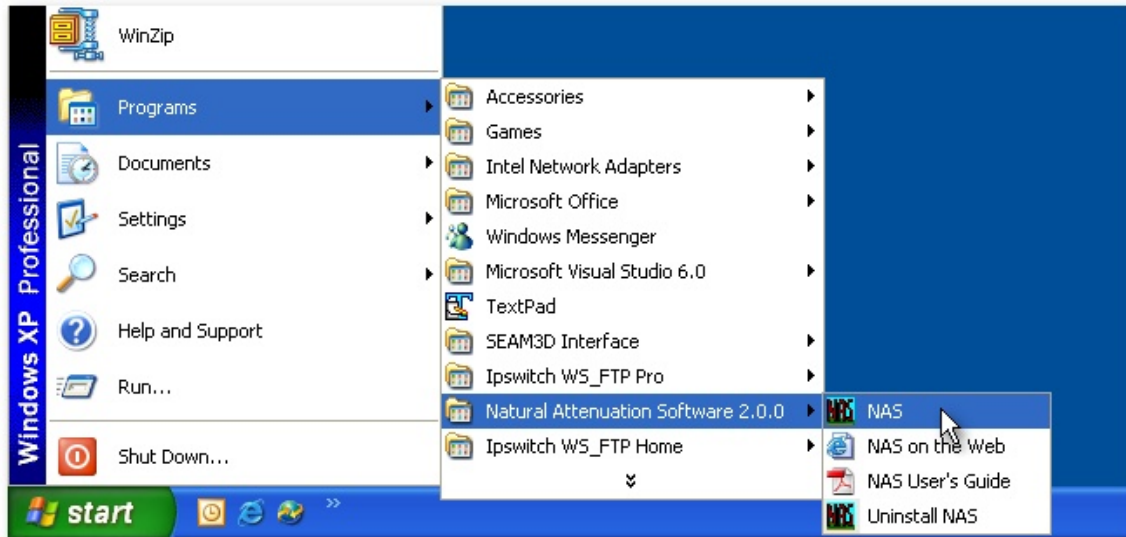 Windows XP Professional
WinZip
Programs
Documents
Settings
Search
Help and Support
Run...
Shut Down...
Accessories
Games
Intel Network Adapters
Microsoft Office
Windows Messenger
Microsoft Visual Studio 6.0
TextPad
SEAM3D Interface
Ipswitch WS_FTP Pro
Natural Attenuation Software 2.0.0
Ipswitch WS_FTP Home
NAS
NAS on the Web
NAS User's Guide
Uninstall NAS
start